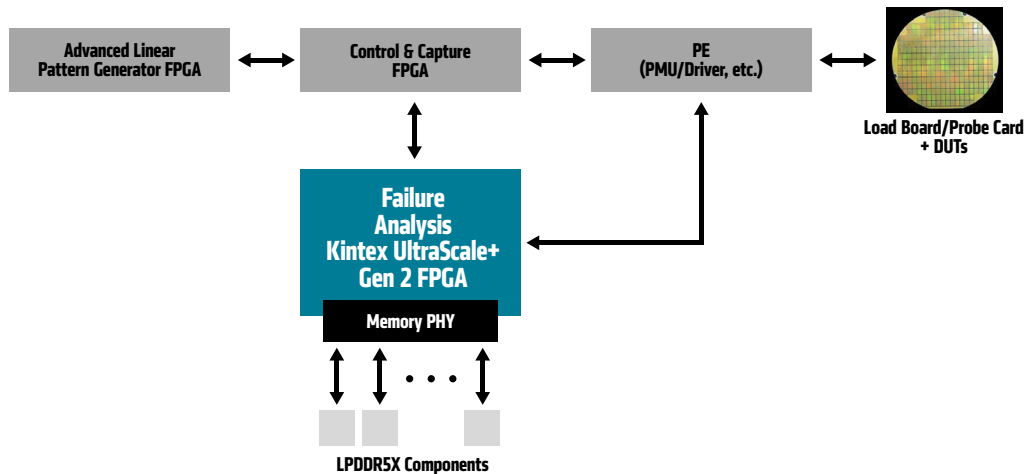 Advanced Linear
Pattern Generator FPGA
Control & Capture
FPGA
PE
(PMU/Driver, etc.)
Load Board/Probe Card
+ DUTs
Failure
Analysis
Kintex UltraScale+
Gen 2 FPGA
Memory PHY
LPDDR5X Components